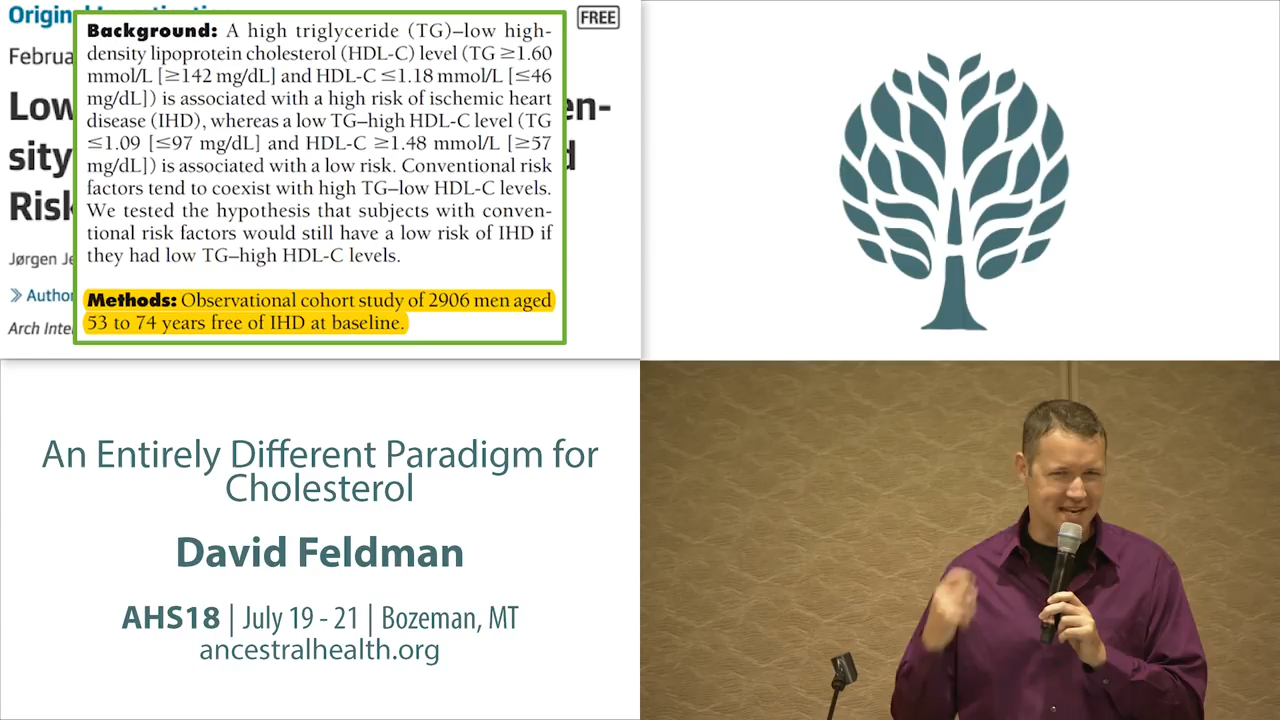 Original Investigation
FREE
Februa
Low
en-
sity
d
Risk
Jørgen Je
» Author
Arch Inte
Background: A high triglyceride (TG)–low high-
density lipoprotein cholesterol (HDL-C) level (TG ≥1.60
mmol/L [≥142 mg/dL] and HDL-C ≤1.18 mmol/L [≤46
mg/dL]) is associated with a high risk of ischemic heart
disease (IHD), whereas a low TG–high HDL-C level (TG
≤1.09 [≤97 mg/dL] and HDL-C ≥1.48 mmol/L [≥57
mg/dL]) is associated with a low risk. Conventional risk
factors tend to coexist with high TG–low HDL-C levels.
We tested the hypothesis that subjects with conven-
tional risk factors would still have a low risk of IHD if
they had low TG–high HDL-C levels.
Methods: Observational cohort study of 2906 men aged
53 to 74 years free of IHD at baseline.
An Entirely Different Paradigm for
Cholesterol
David Feldman
AHS18 | July 19 - 21 | Bozeman, MT
ancestralhealth.org